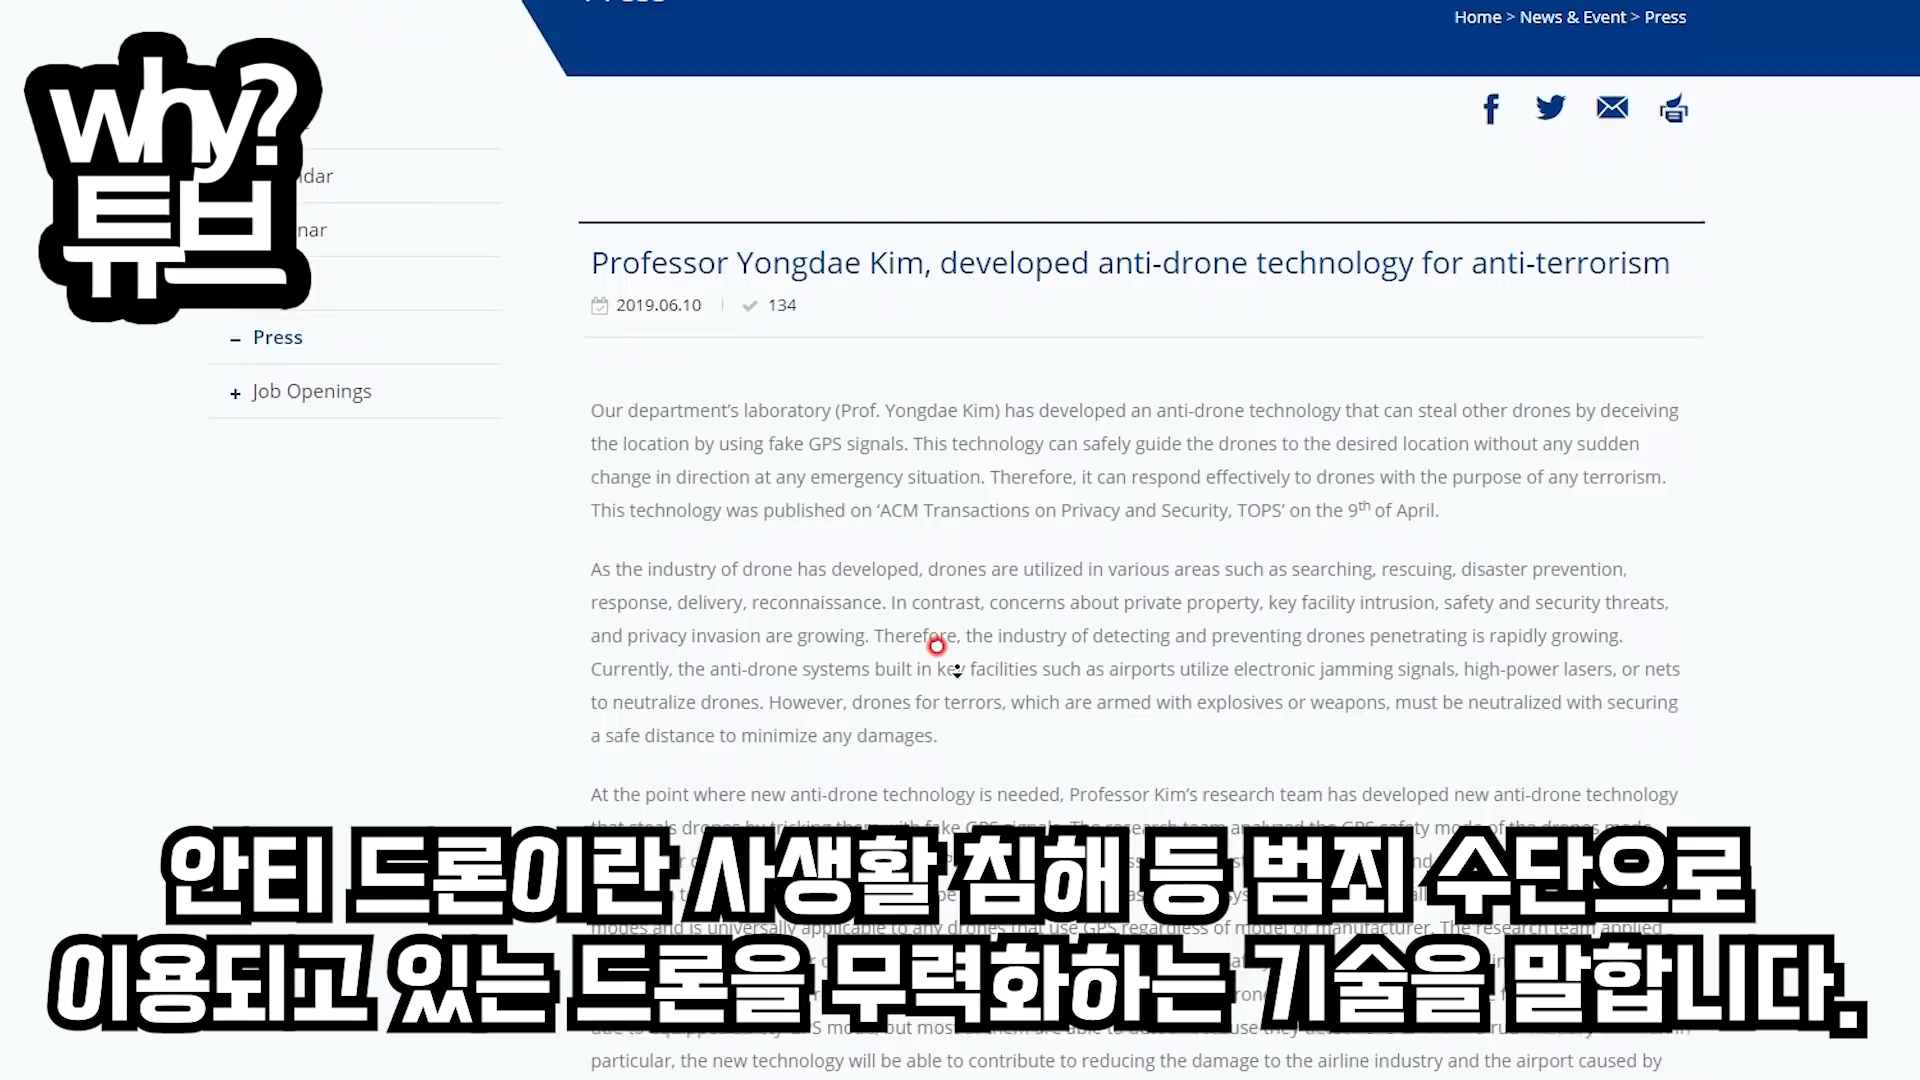 Home > News & Event > Press
why?
튜브
Press
Job Openings
Professor Yongdae Kim, developed anti-drone technology for anti-terrorism
2019.06.10
134
Our department's laboratory (Prof. Yongdae Kim) has developed an anti-drone technology that can steal other drones by deceiving
the location by using fake GPS signals. This technology can safely guide the drones to the desired location without any sudden
change in direction at any emergency situation. Therefore, it can respond effectively to drones with the purpose of any terrorism.
This technology was published on ‘ACM Transactions on Privacy and Security, TOPS’ on the 9th of April.
As the industry of drone has developed, drones are utilized in various areas such as searching, rescuing, disaster prevention,
response, delivery, reconnaissance. In contrast, concerns about private property, key facility intrusion, safety and security threats,
and privacy invasion are growing. Therefore, the industry of detecting and preventing drones penetrating is rapidly growing.
Currently, the anti-drone systems built in key facilities such as airports utilize electronic jamming signals, high-power lasers, or nets
to neutralize drones. However, drones for terrors, which are armed with explosives or weapons, must be neutralized with securing
a safe distance to minimize any damages.
At the point where new anti-drone technology is needed, Professor Kim's research team has developed new anti-drone technology
안티 드론이란 사생활 침해 등 범죄 수단으로
이용되고 있는 드론을 무력화하는 기술을 말합니다.
particular, the new technology will be able to contribute to reducing the damage to the airline industry and the airport caused by